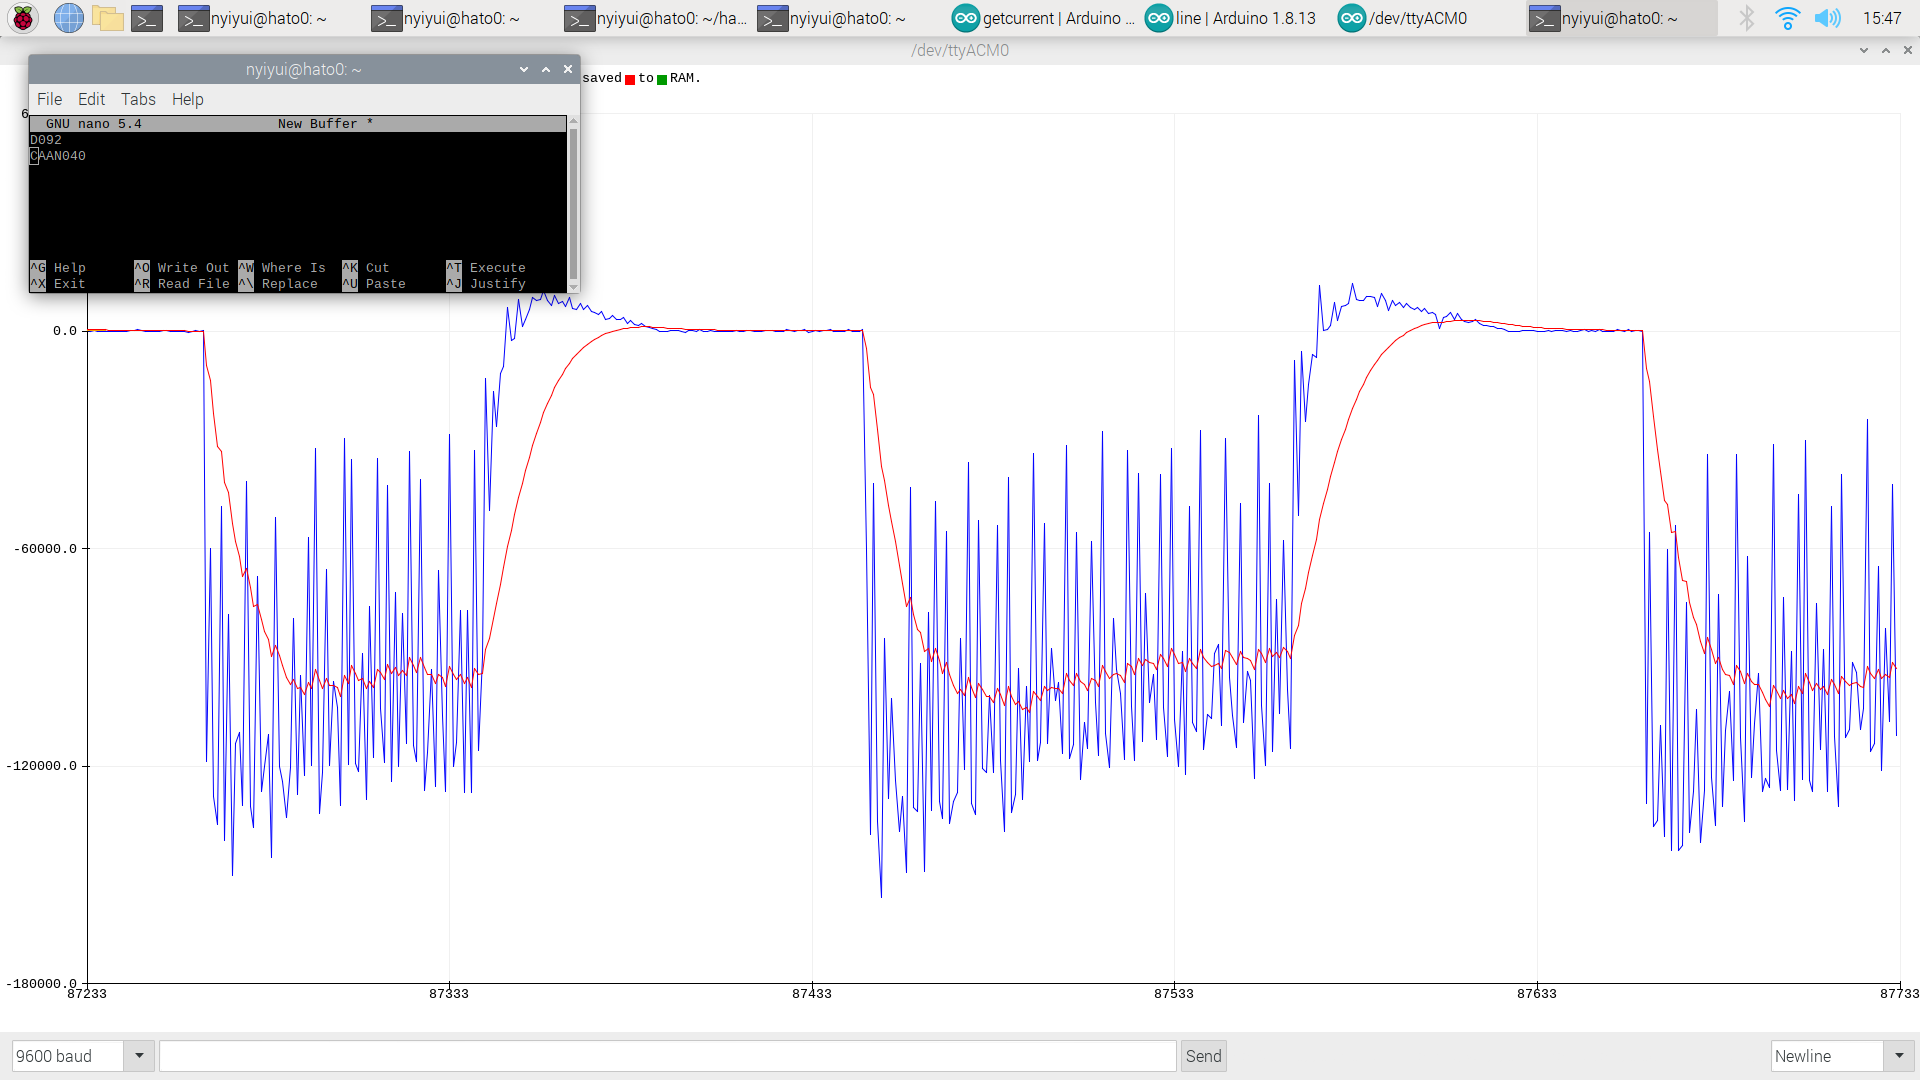 nyiyui@hato0: ~
nyiyui@hato0: ~
nyiyui@hato0: ~/ha...
nyiyui@hato0: ~
getcurrent | Arduino ...
line | Arduino 1.8.13
/dev/ttyACM0
nyiyui@hato0: ~
15:47
/dev/ttyACM0
nyiyui@hato0: ~
saved to RAM.
File Edit Tabs Help
GNU nano 5.4 New Buffer *
D092
CAAN040
^G Help ^O Write Out ^W Where Is ^K Cut ^T Execute
^X Exit ^R Read File ^\ Replace ^U Paste ^J Justify
6
0.0
-60000.0
-120000.0
-180000.0
87233 87333 87433 87533 87633 87733
9600 baud
Send
Newline